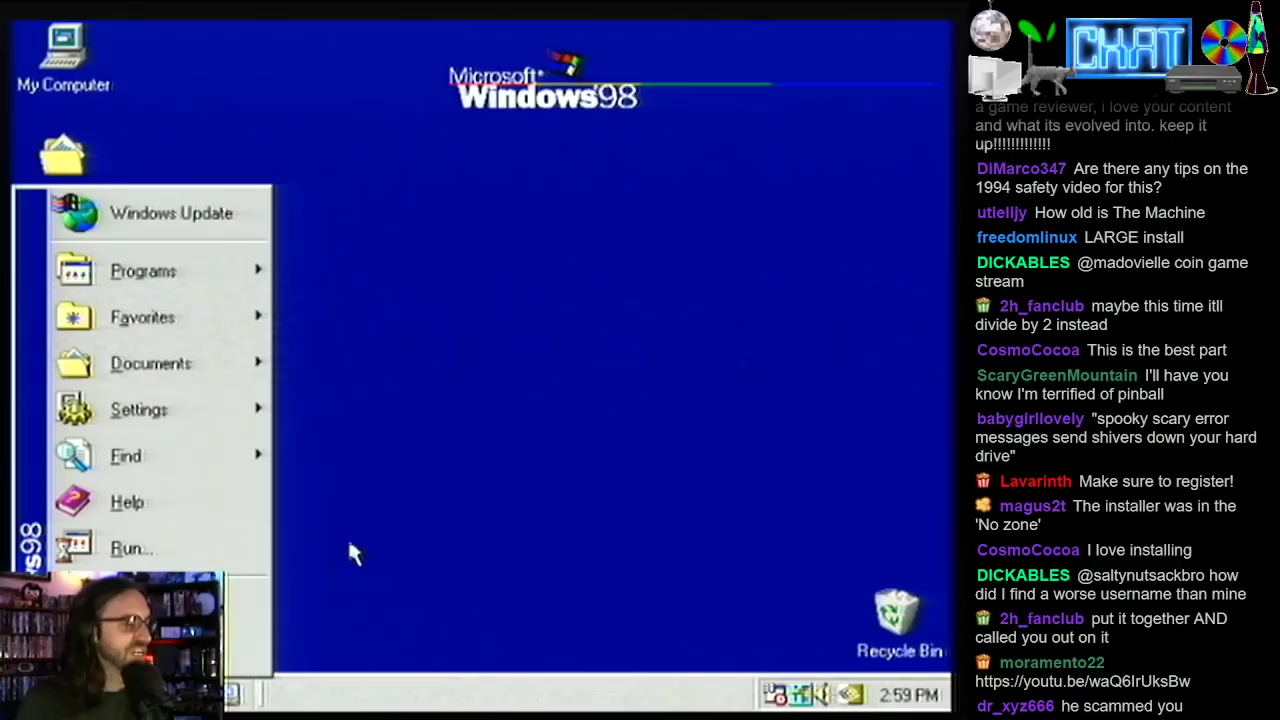 My Computer
Microsoft
Windows 98
Windows Update
Programs
Favorites
Documents
Settings
Find
Help
Run...
ws98
Recycle Bin
2:59 PM
CHAT
a game reviewer, i love your content
and what its evolved into. keep it
up!!!!!!!!!!!!!
DIMarco347 Are there any tips on the
1994 safety video for this?
utielljy How old is The Machine
freedomlinux LARGE install
DICKABLES @madovielle coin game
stream
2h_fanclub maybe this time itll
divide by 2 instead
CosmoCocoa This is the best part
ScaryGreenMountain I'll have you
know I'm terrified of pinball
babygirllovely "spooky scary error
messages send shivers down your hard
drive"
Lavarinth Make sure to register!
magus2t The installer was in the
'No zone'
CosmoCocoa I love installing
DICKABLES @saltynutsackbro how
did I find a worse username than mine
2h_fanclub put it together AND
called you out on it
moramento22
https://youtu.be/waQ6IrUksBw
dr_xyz666 he scammed you